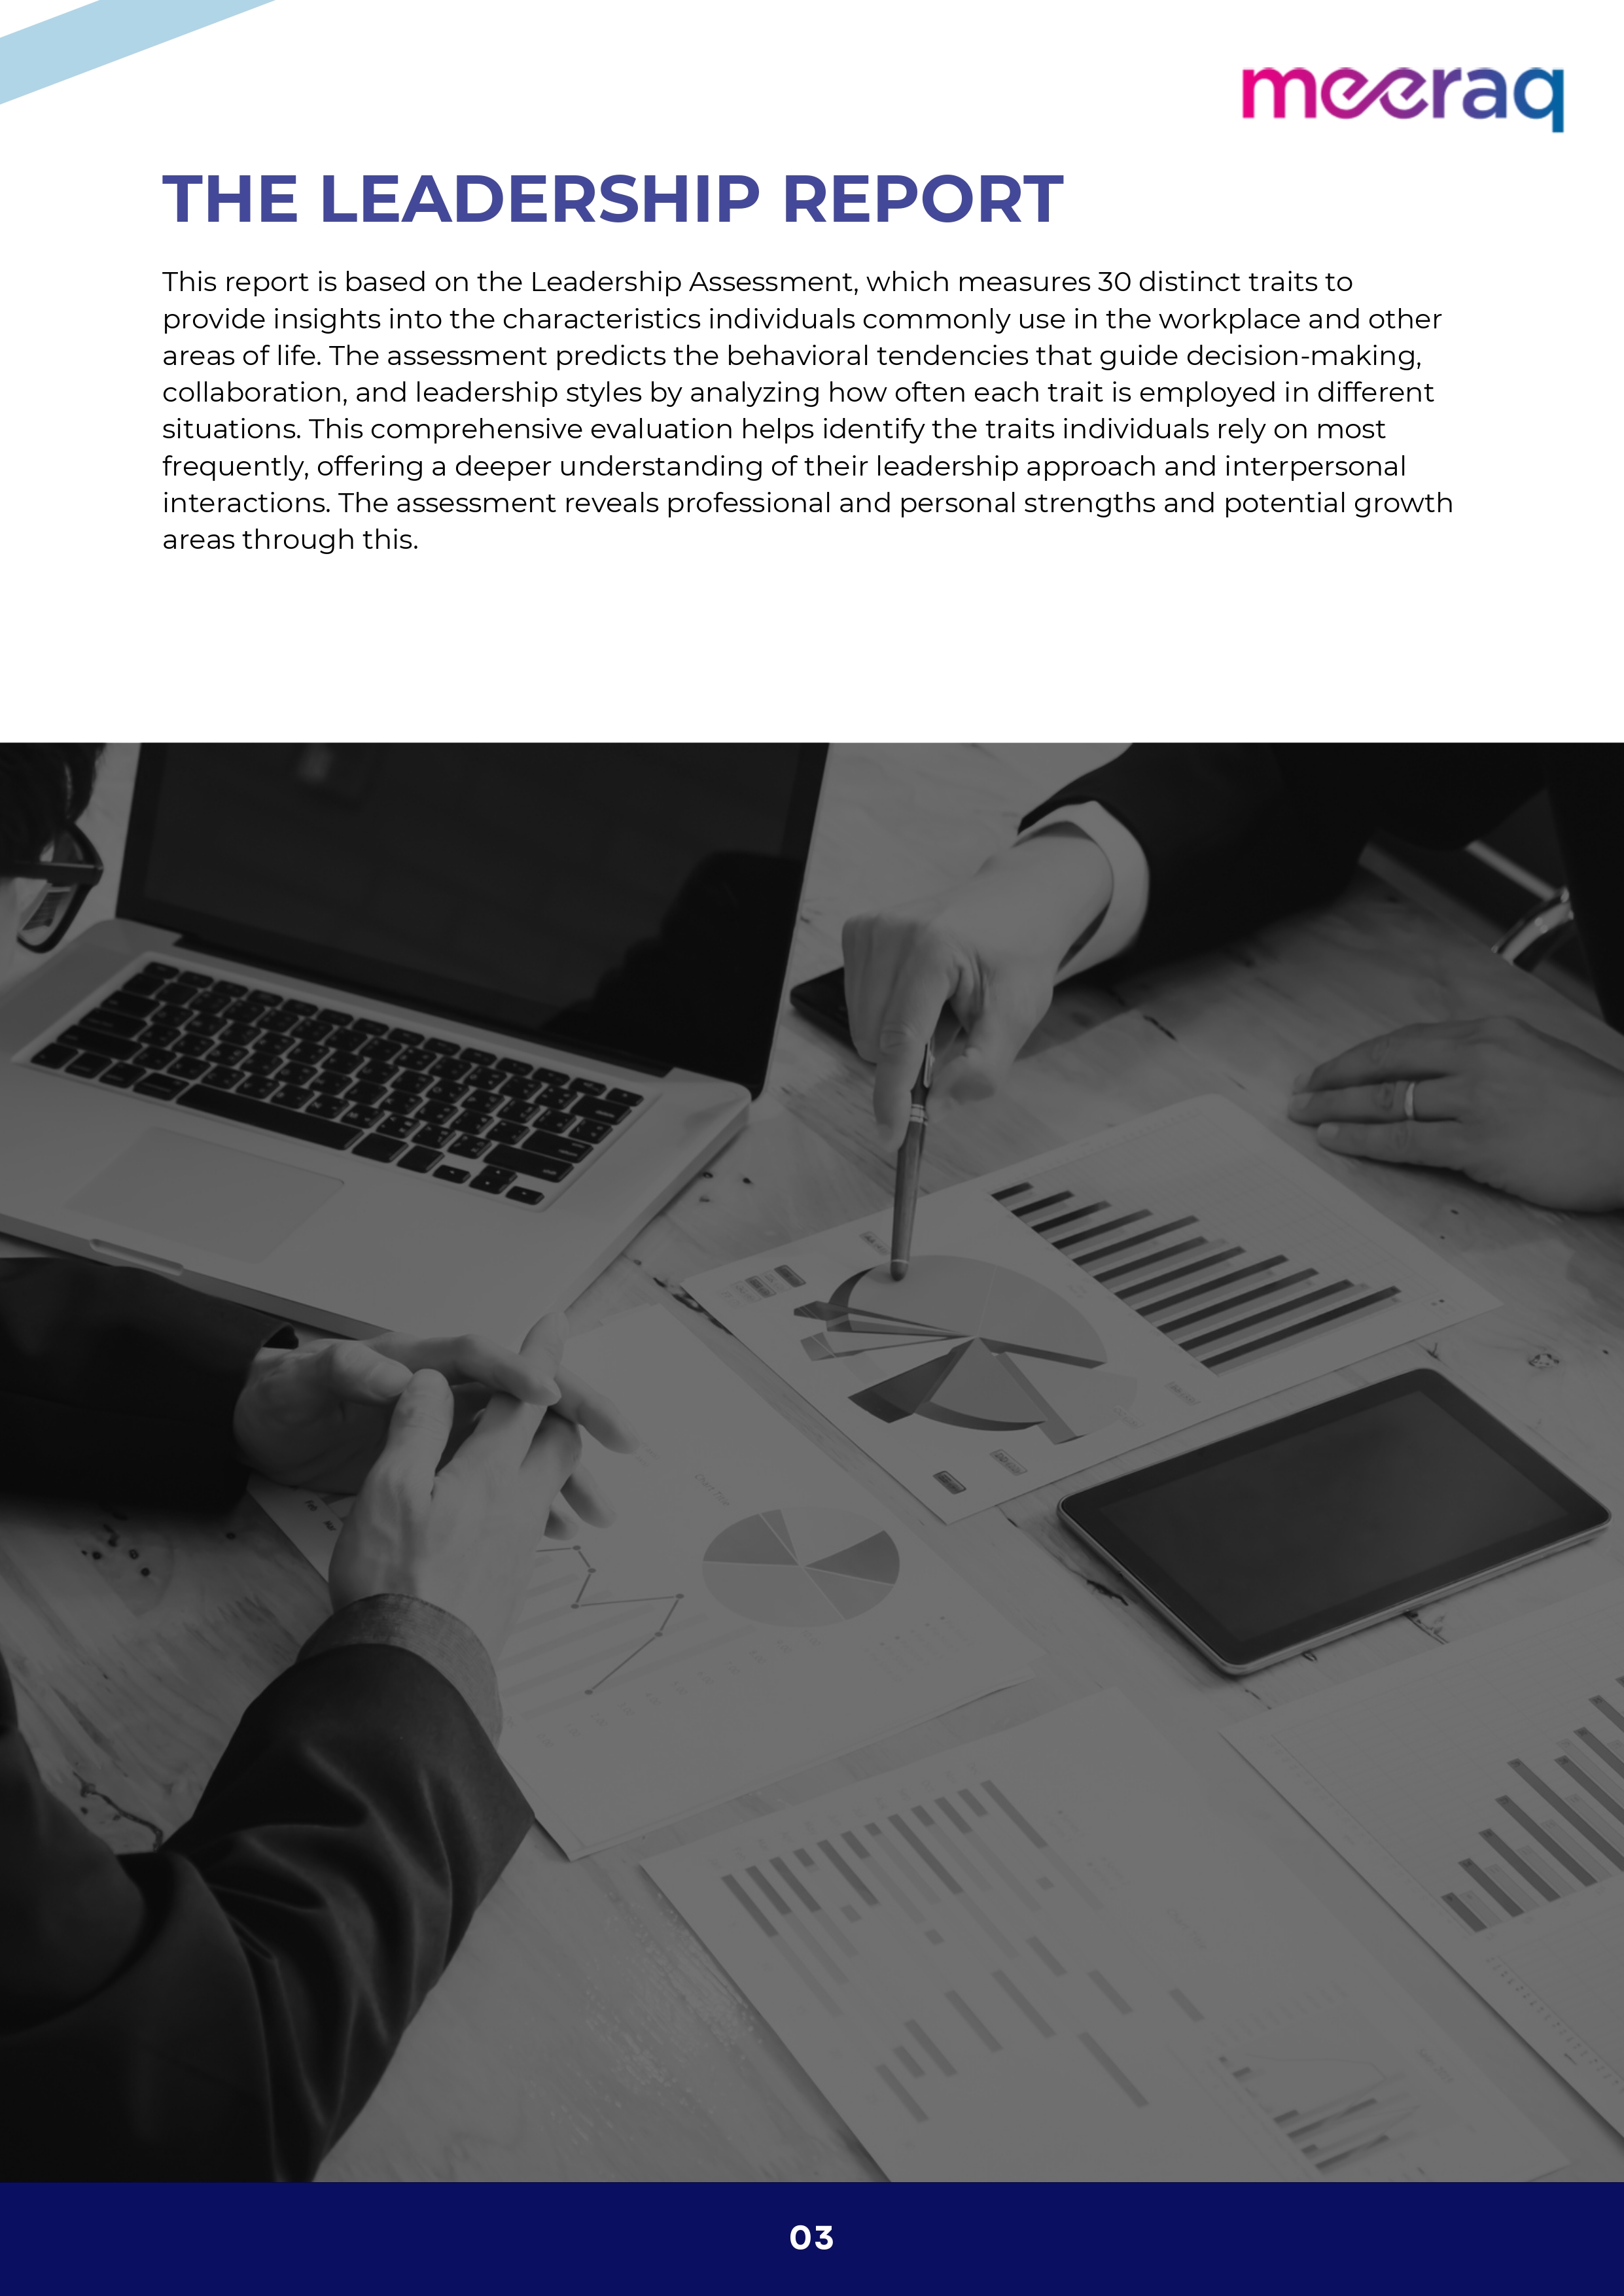 meeraq
THE LEADERSHIP REPORT
This report is based on the Leadership Assessment, which measures 30 distinct traits to
provide insights into the characteristics individuals commonly use in the workplace and other
areas of life. The assessment predicts the behavioral tendencies that guide decision-making,
collaboration, and leadership styles by analyzing how often each trait is employed in different
situations. This comprehensive evaluation helps identify the traits individuals rely on most
frequently, offering a deeper understanding of their leadership approach and interpersonal
interactions. The assessment reveals professional and personal strengths and potential growth
areas through this.
Chart Title
03